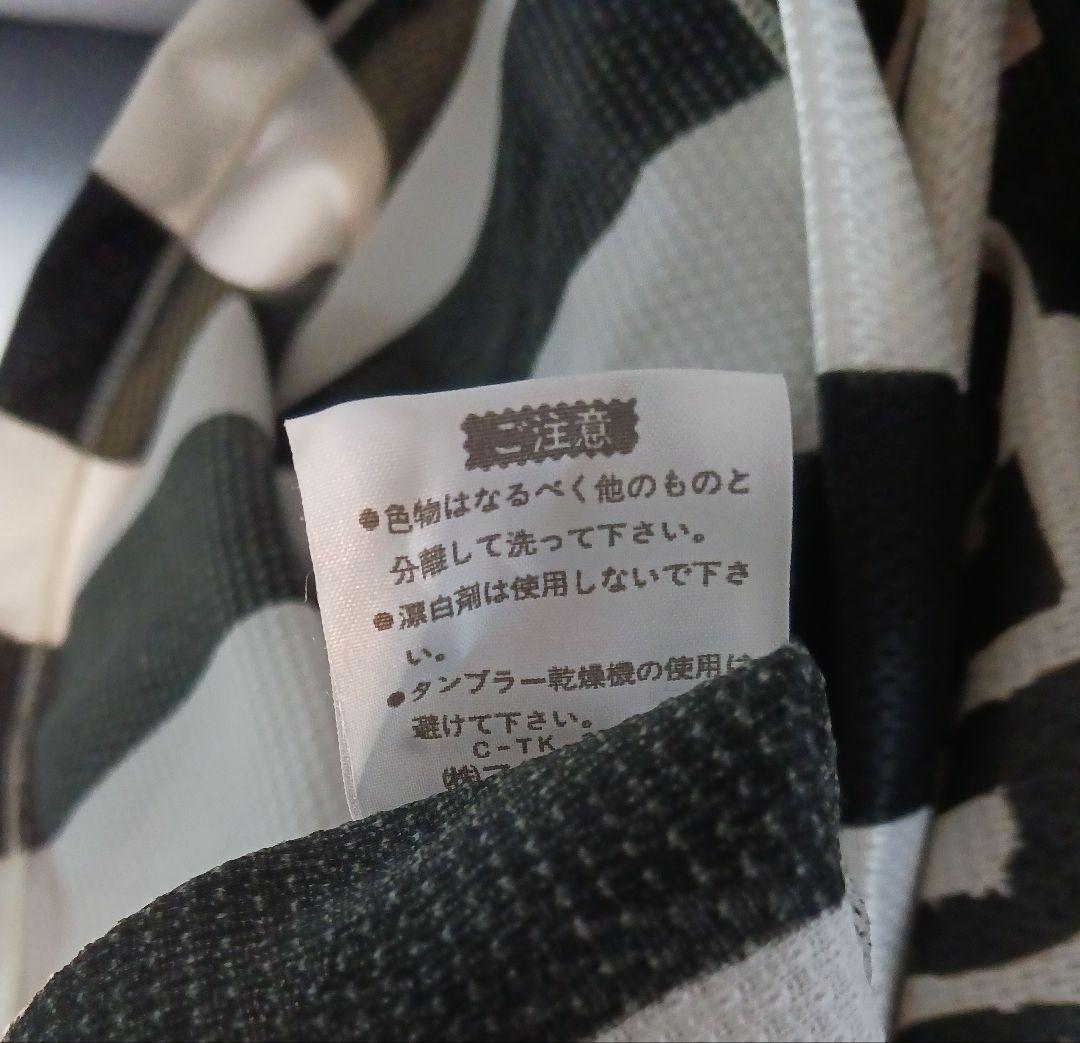 ご注意
●色物はなるべく他のものと
分離して洗って下さい。
●漂白剤は使用しないで下さ
い。
●タンブラー乾燥機の使用は
避けて下さい。
C-TK
(株)